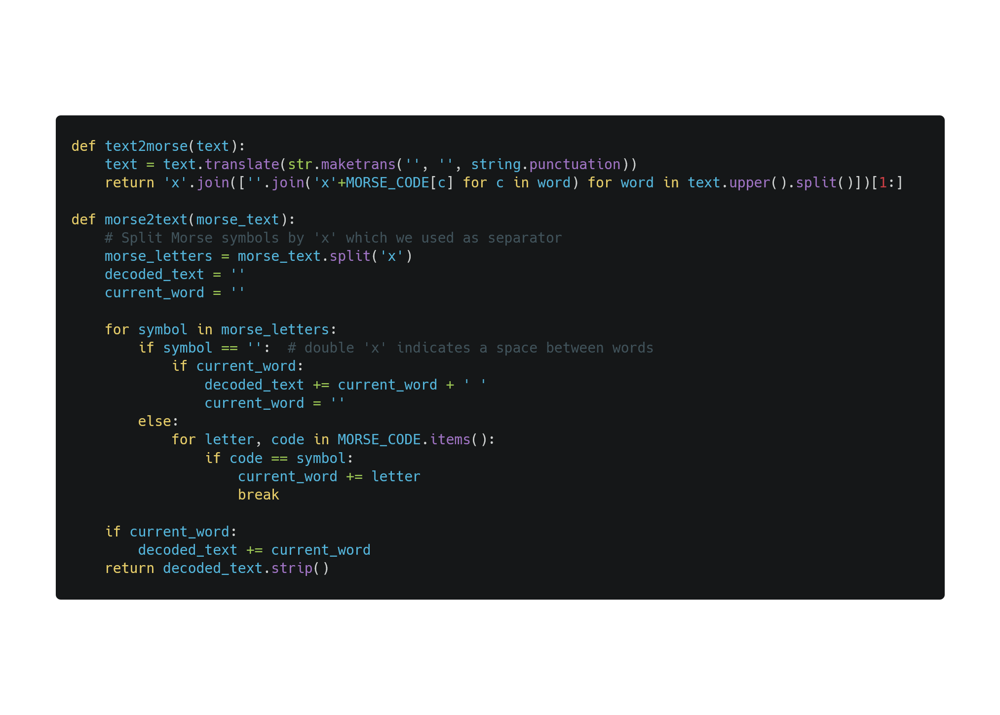 def text2morse(text):
    text = text.translate(str.maketrans('', '', string.punctuation))
    return 'x'.join([''.join('x'+MORSE_CODE[c] for c in word) for word in text.upper().split()])[1:]

def morse2text(morse_text):
    # Split Morse symbols by 'x' which we used as separator
    morse_letters = morse_text.split('x')
    decoded_text = ''
    current_word = ''

    for symbol in morse_letters:
        if symbol == '':  # double 'x' indicates a space between words
            if current_word:
                decoded_text += current_word + ' '
                current_word = ''
        else:
            for letter, code in MORSE_CODE.items():
                if code == symbol:
                    current_word += letter
                    break

    if current_word:
        decoded_text += current_word
    return decoded_text.strip()